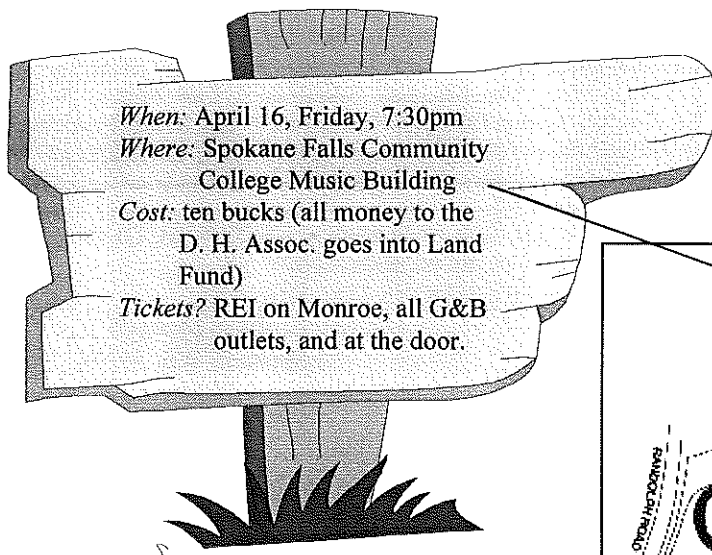 When: April 16, Friday, 7:30pm
Where: Spokane Falls Community
College Music Building
Cost: ten bucks (all money to the
D. H. Assoc. goes into Land
Fund)
Tickets? REI on Monroe, all G&B
outlets, and at the door.
RANDOLPH ROAD